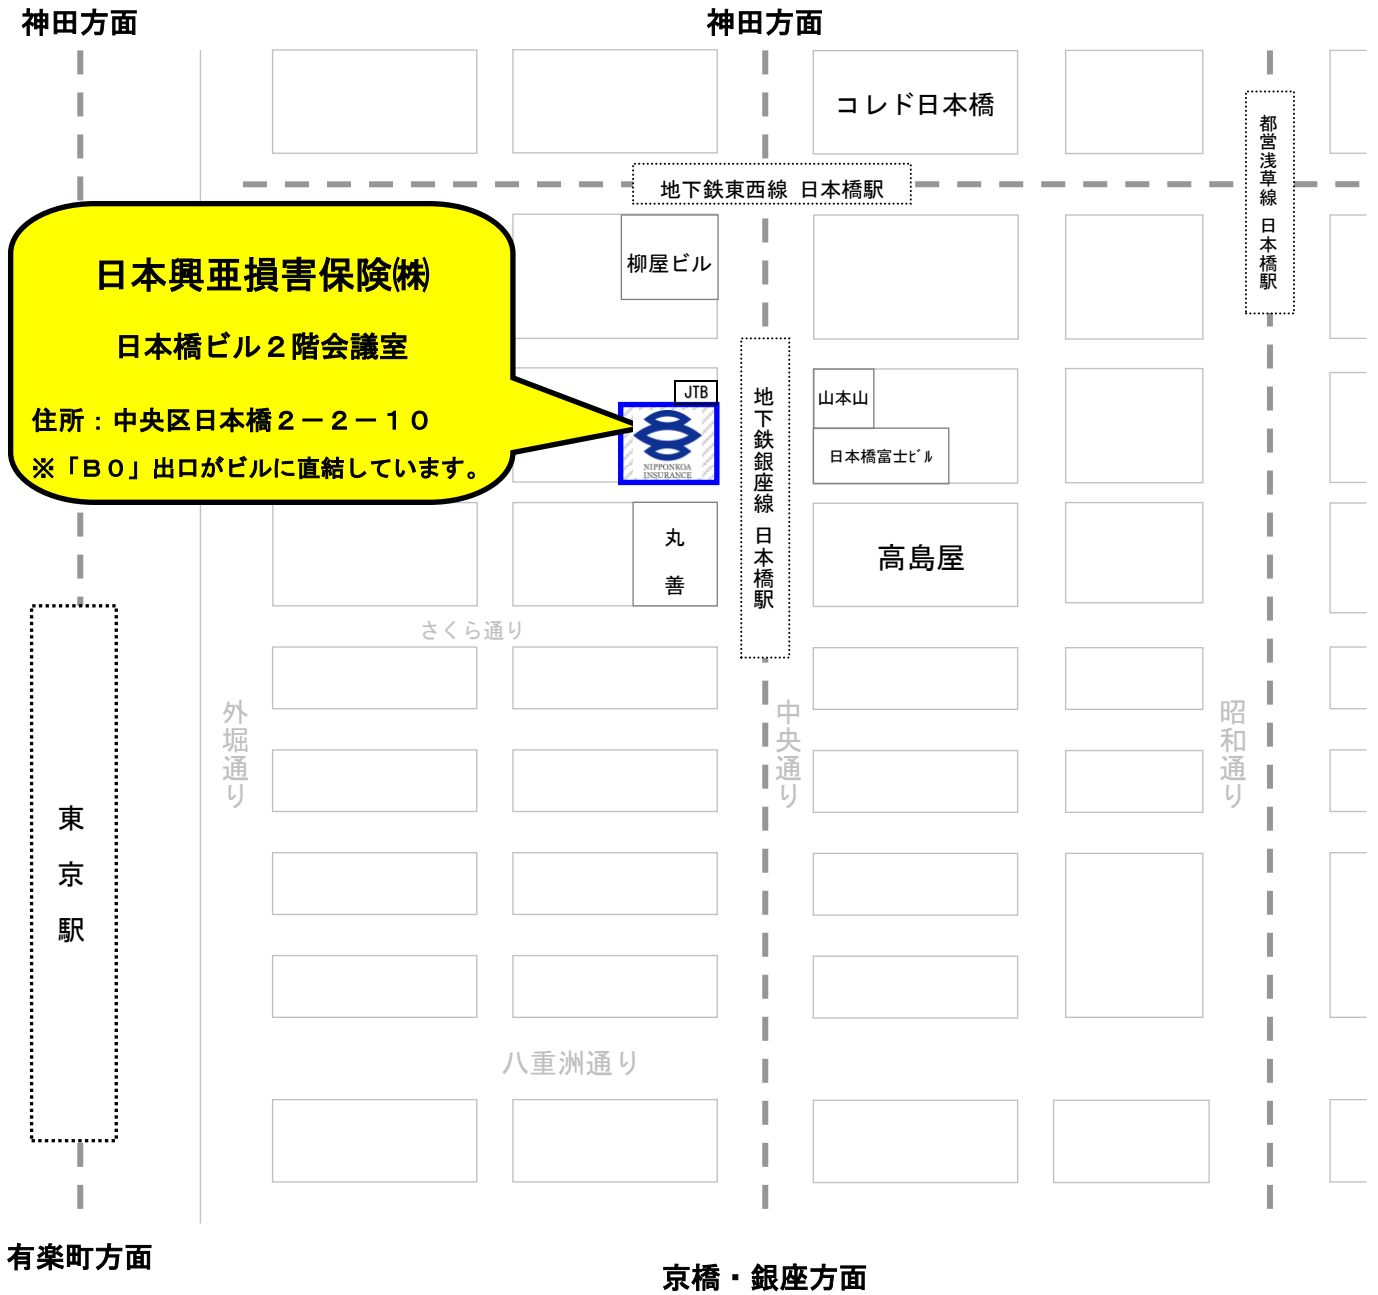 神田方面
神田方面
コレド日本橋
都営浅草線 日本橋駅
地下鉄東西線 日本橋駅
柳屋ビル
日本興亜損害保険㈱
日本橋ビル２階会議室
住所：中央区日本橋２－２－１０
※「Ｂ０」出口がビルに直結しています。
JTB
NIPPONKOA
INSURANCE
地下鉄銀座線 日本橋駅
山本山
日本橋富士ﾋﾞﾙ
丸
善
高島屋
さくら通り
外堀通り
中央通り
昭和通り
東
京
駅
八重洲通り
有楽町方面
京橋・銀座方面